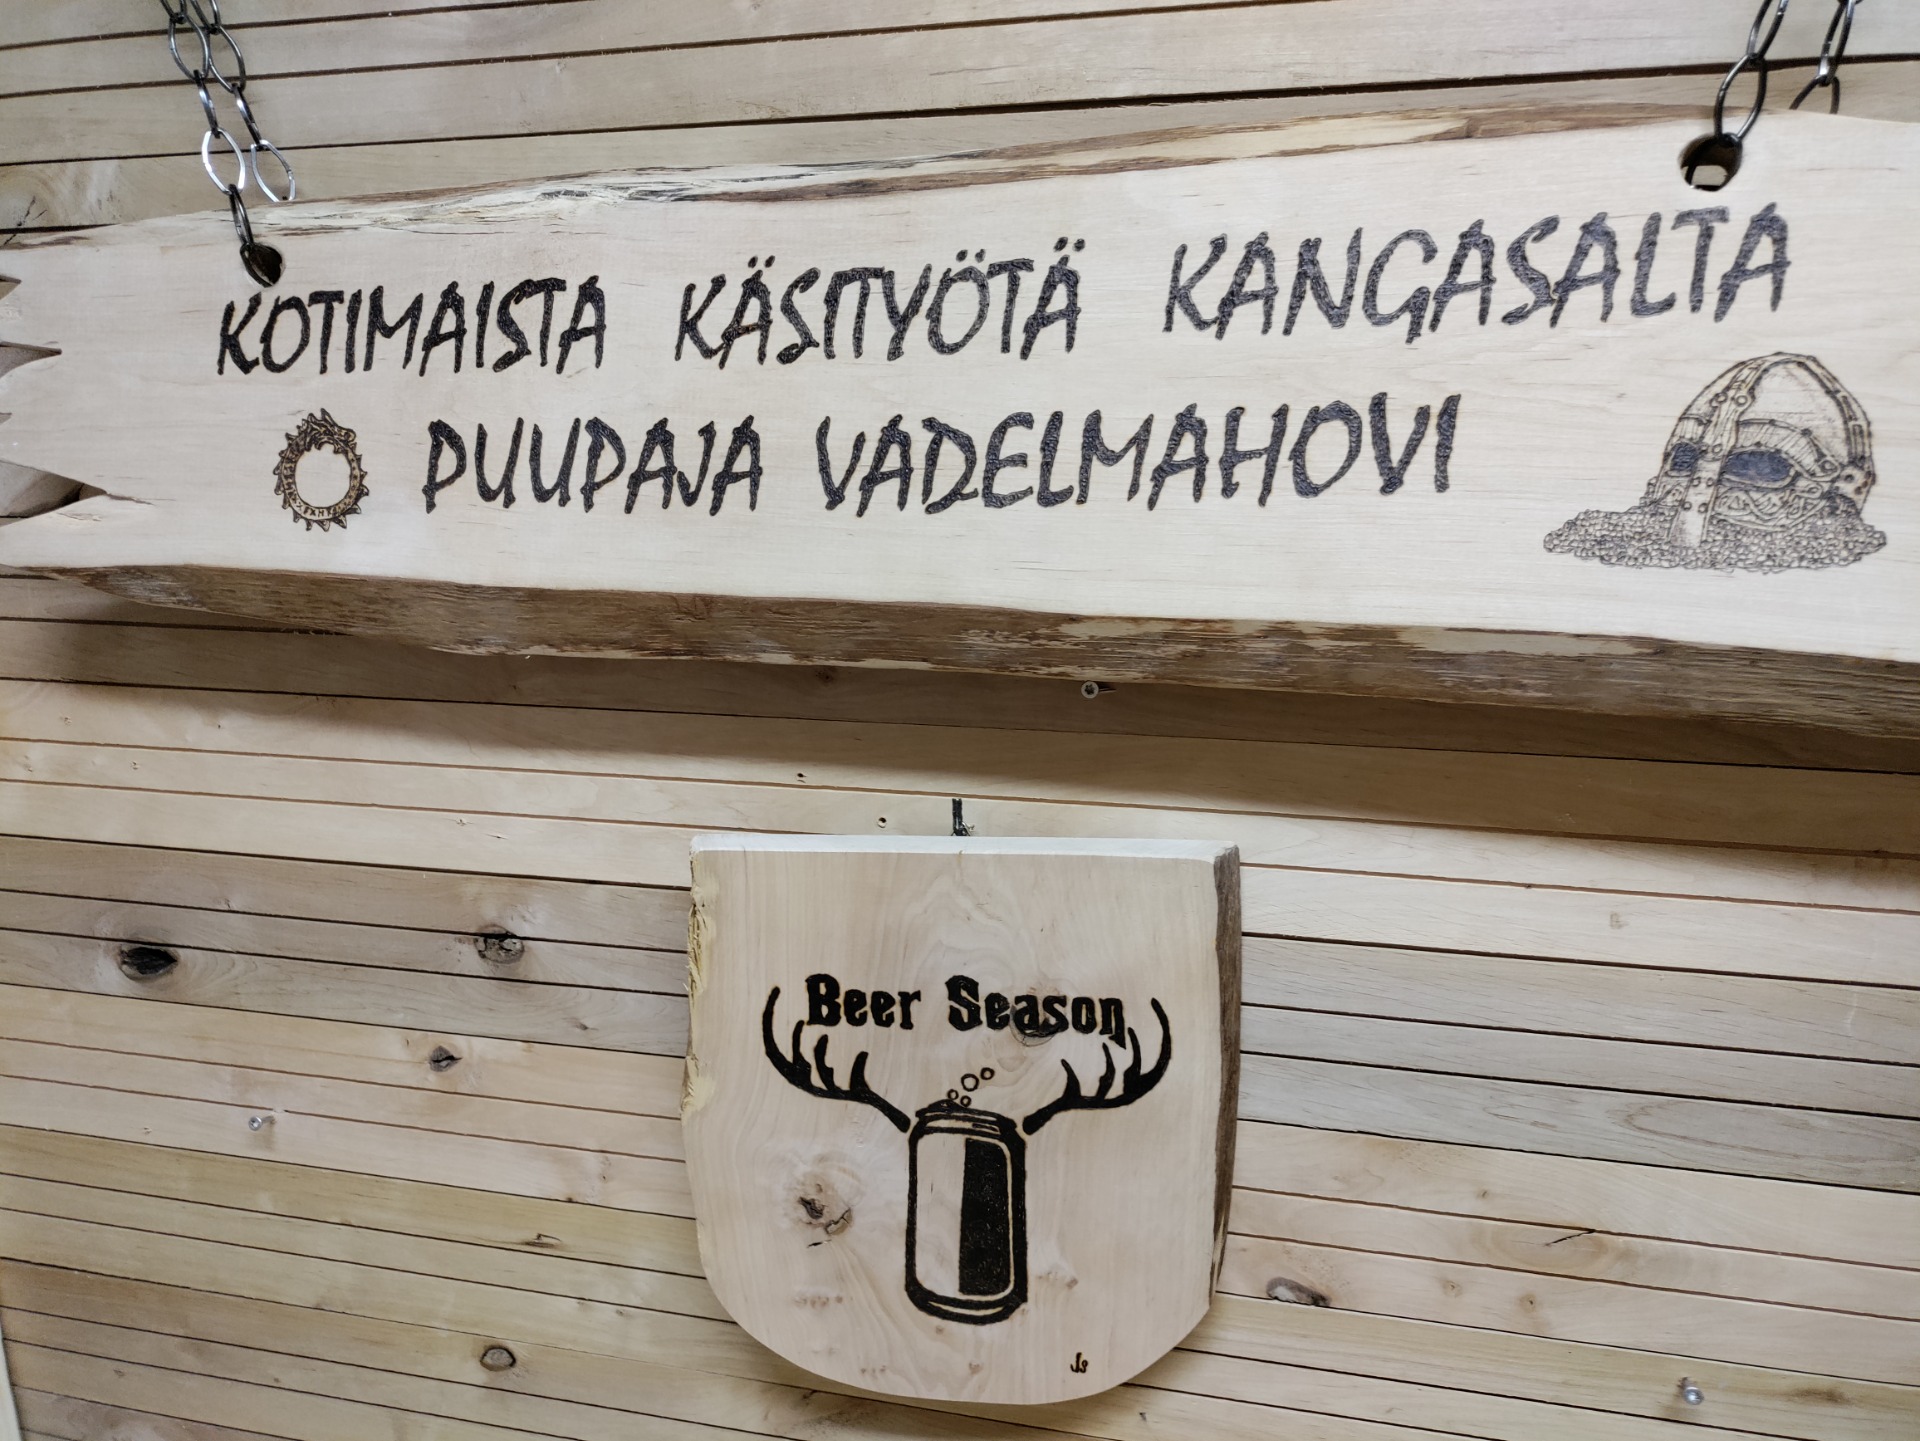 KOTIMAISTA KÄSITYÖTÄ KANGASALTA
PUUPAJA VADELMAHOVI
Beer Season